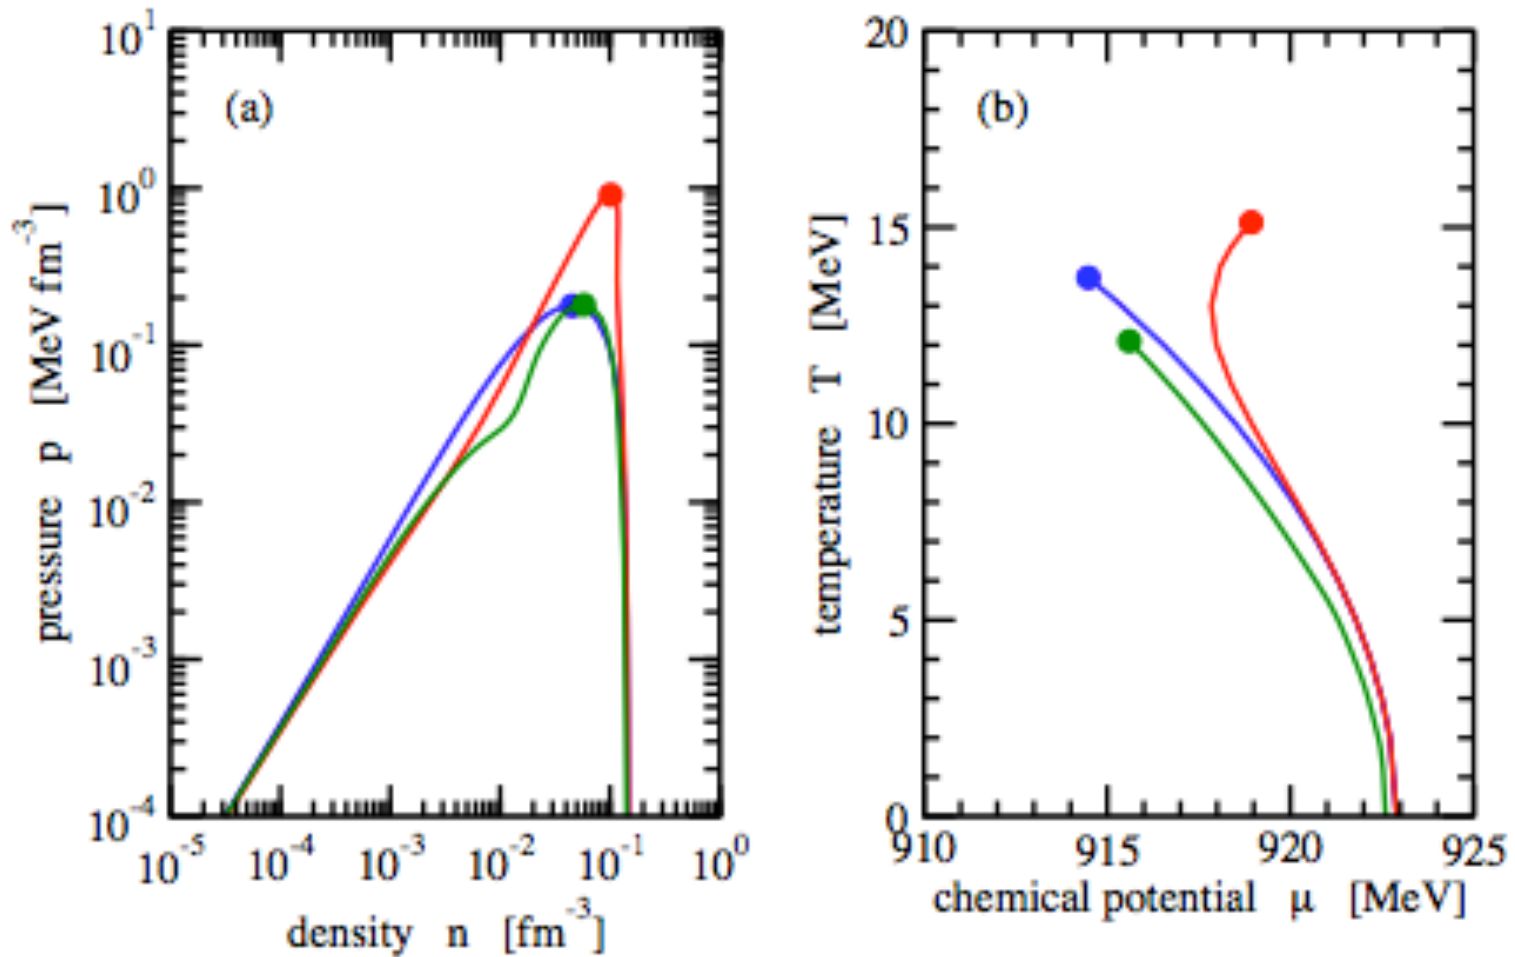 (a)
10^1
10^0
10^-1
10^-2
10^-3
10^-4
pressure p [MeV fm^-3]
10^-5 10^-4 10^-3 10^-2 10^-1 10^0
density n [fm^-3]
(b)
20
15
10
5
0
temperature T [MeV]
910 915 920 925
chemical potential μ [MeV]